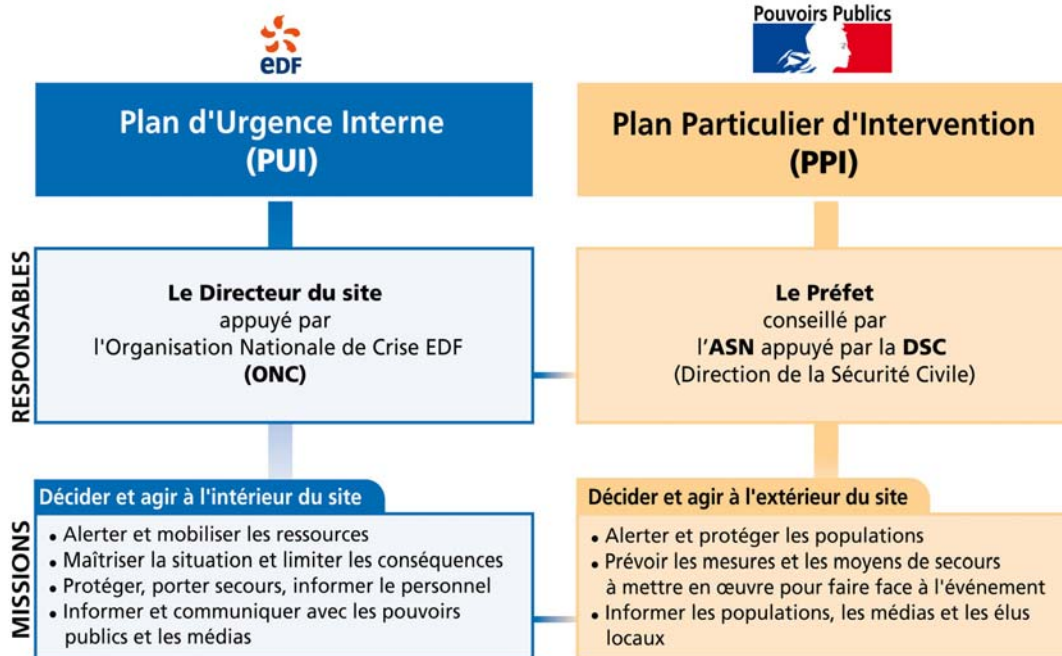 eDF
Pouvoirs Publics
Plan d'Urgence Interne
(PUI)
Plan Particulier d'Intervention
(PPI)
RESPONSABLES
Le Directeur du site
appuyé par
l'Organisation Nationale de Crise EDF
(ONC)
Le Préfet
conseillé par
l'ASN appuyé par la DSC
(Direction de la Sécurité Civile)
MISSIONS
Décider et agir à l'intérieur du site
• Alerter et mobiliser les ressources
• Maîtriser la situation et limiter les conséquences
• Protéger, porter secours, informer le personnel
• Informer et communiquer avec les pouvoirs
publics et les médias
Décider et agir à l'extérieur du site
• Alerter et protéger les populations
• Prévoir les mesures et les moyens de secours
à mettre en œuvre pour faire face à l'événement
• Informer les populations, les médias et les élus
locaux